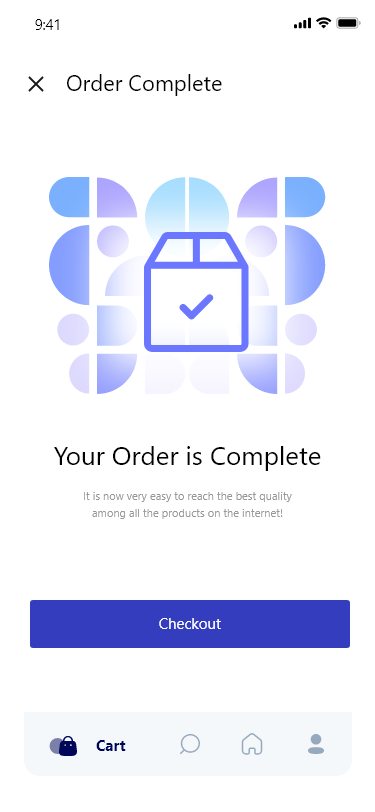 9:41
Order Complete
Your Order is Complete
It is now very easy to reach the best quality
among all the products on the internet!
Checkout
Cart